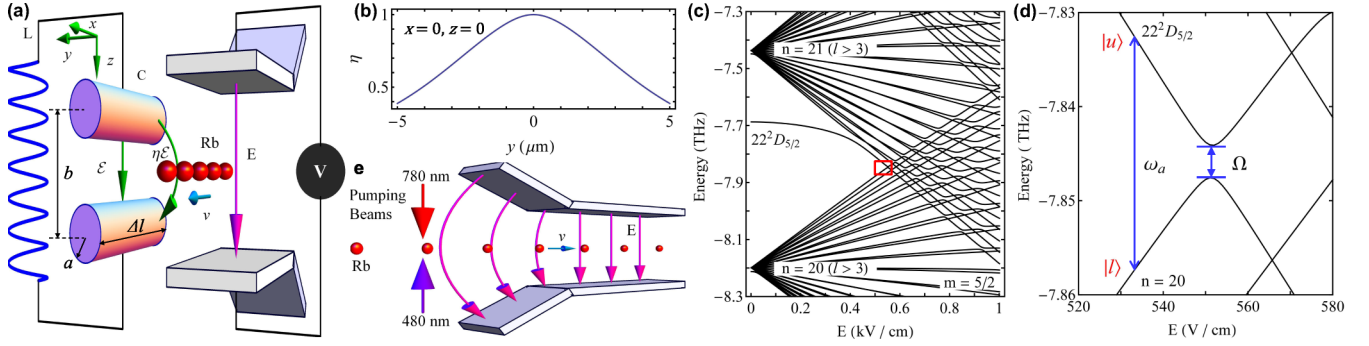 (a)
L
x
y
z
C
b
ℰ
ηℰ
Rb
E
v
Δl
a
V
(b)
x = 0, z = 0
η
1
0.5
−5
0
5
y (μm)
e
780 nm
Pumping
Beams
Rb
480 nm
v
E
(c)
Energy (THz)
−7.3
−7.5
−7.7
−7.9
−8.1
−8.3
n = 21 (l > 3)
22²D5/2
n = 20 (l > 3)
m = 5/2
0
0.2
0.4
0.6
0.8
1
E (kV / cm)
(d)
Energy (THz)
−7.83
−7.84
−7.85
−7.86
22²D5/2
|u⟩
ωa
Ω
|l⟩
n = 20
540
560
580
E (V / cm)